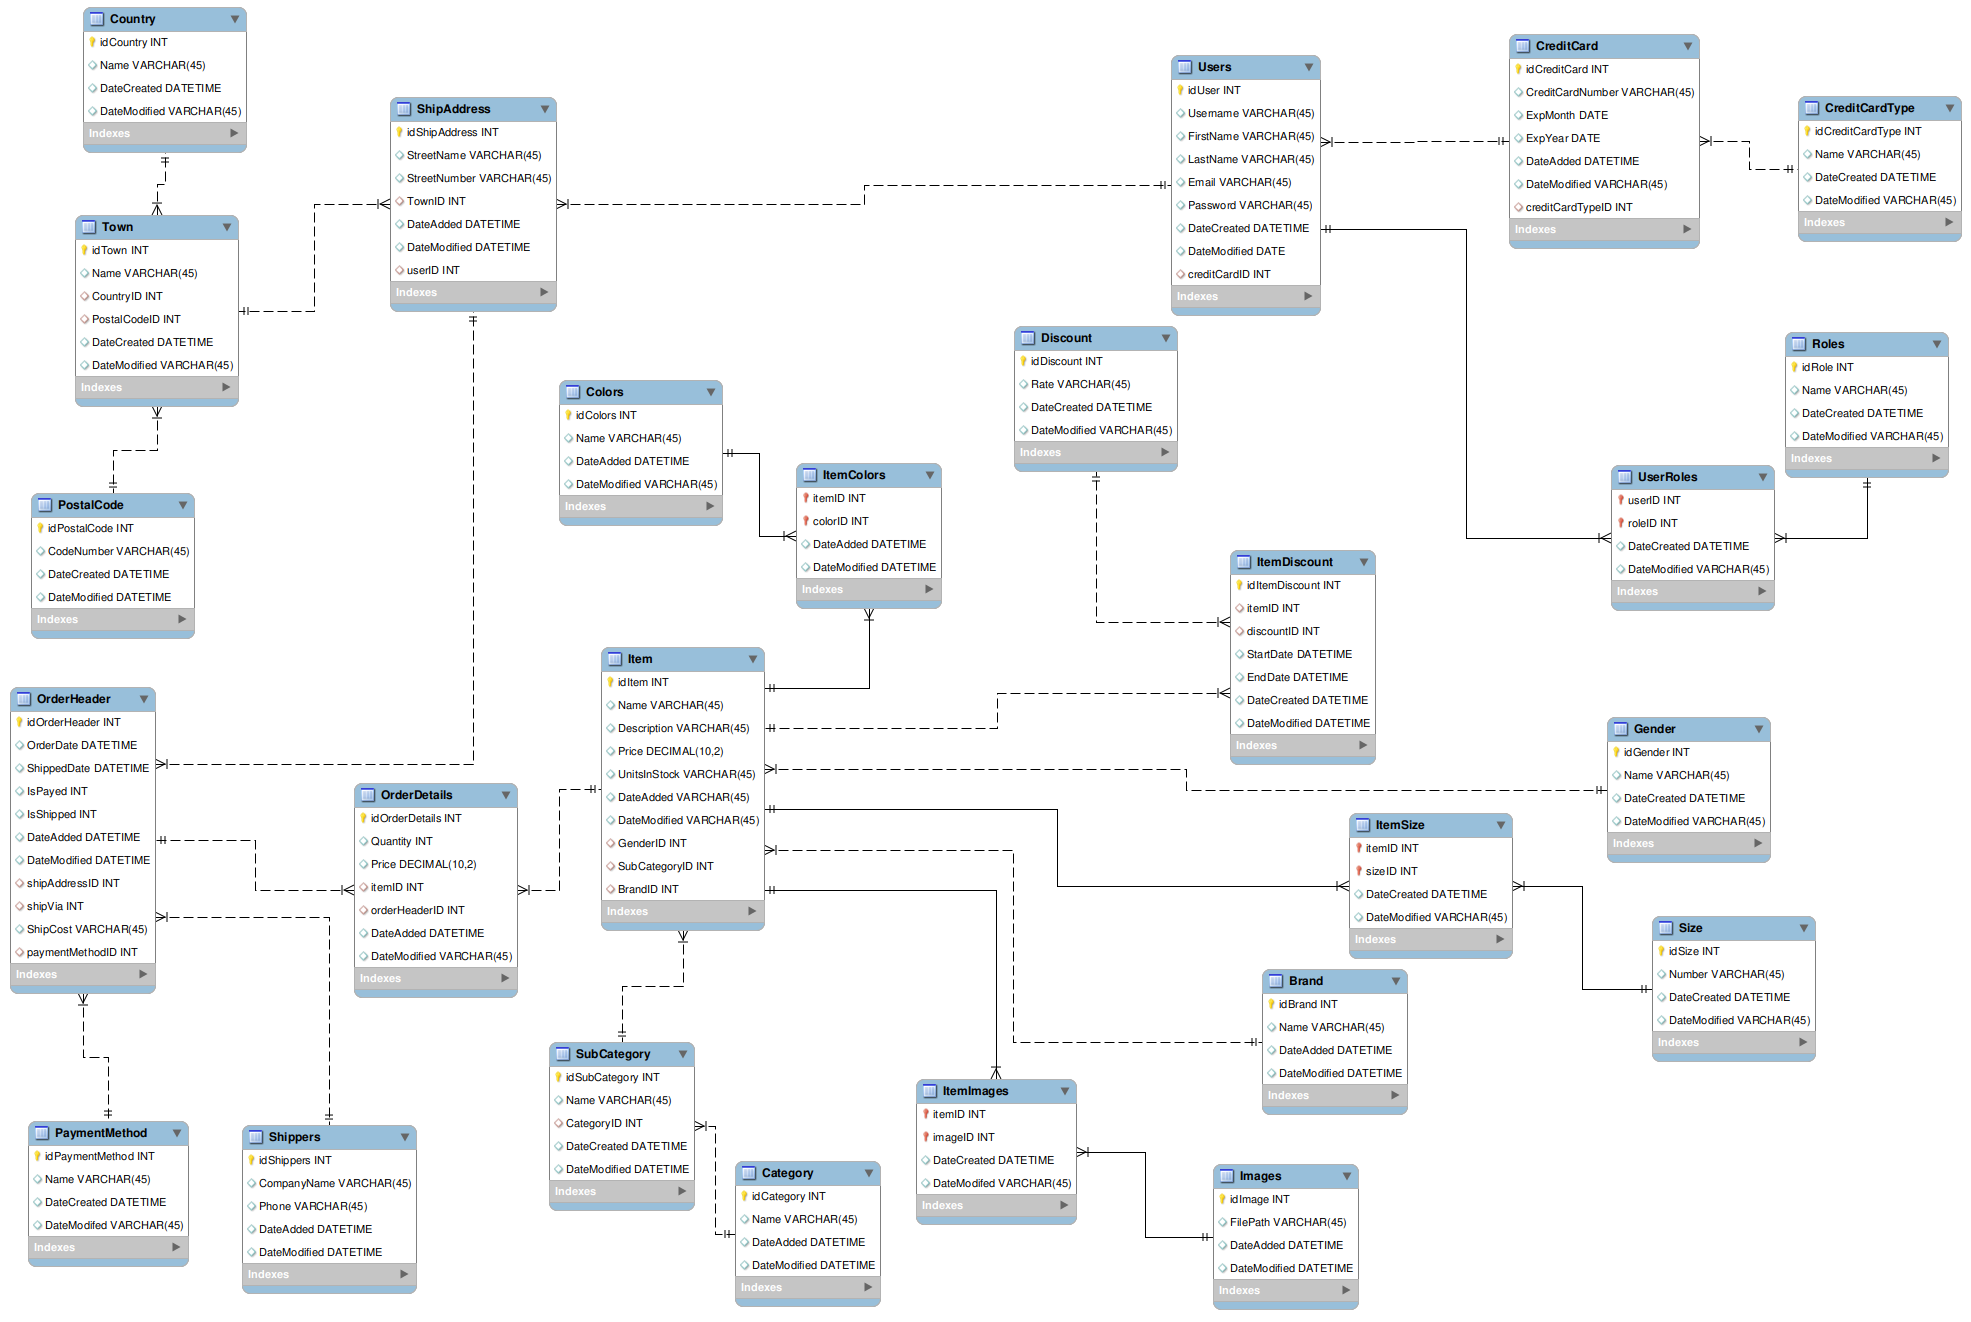 Country
idCountry INT
Name VARCHAR(45)
DateCreated DATETIME
DateModified VARCHAR(45)
Indexes
ShipAddress
idShipAddress INT
StreetName VARCHAR(45)
StreetNumber VARCHAR(45)
TownID INT
DateAdded DATETIME
DateModified DATETIME
userID INT
Indexes
Users
idUser INT
Username VARCHAR(45)
FirstName VARCHAR(45)
LastName VARCHAR(45)
Email VARCHAR(45)
Password VARCHAR(45)
DateCreated DATETIME
DateModified DATE
creditCardID INT
Indexes
CreditCard
idCreditCard INT
CreditCardNumber VARCHAR(45)
ExpMonth DATE
ExpYear DATE
DateAdded DATETIME
DateModified VARCHAR(45)
creditCardTypeID INT
Indexes
CreditCardType
idCreditCardType INT
Name VARCHAR(45)
DateCreated DATETIME
DateModified VARCHAR(45)
Indexes
Town
idTown INT
Name VARCHAR(45)
CountryID INT
PostalCodeID INT
DateCreated DATETIME
DateModified VARCHAR(45)
Indexes
Discount
idDiscount INT
Rate VARCHAR(45)
DateCreated DATETIME
DateModified VARCHAR(45)
Indexes
Roles
idRole INT
Name VARCHAR(45)
DateCreated DATETIME
DateModified VARCHAR(45)
Indexes
Colors
idColors INT
Name VARCHAR(45)
DateAdded DATETIME
DateModified VARCHAR(45)
Indexes
ItemColors
itemID INT
colorID INT
DateAdded DATETIME
DateModified DATETIME
Indexes
UserRoles
userID INT
roleID INT
DateCreated DATETIME
DateModified VARCHAR(45)
Indexes
PostalCode
idPostalCode INT
CodeNumber VARCHAR(45)
DateCreated DATETIME
DateModified DATETIME
Indexes
ItemDiscount
idItemDiscount INT
itemID INT
discountID INT
StartDate DATETIME
EndDate DATETIME
DateCreated DATETIME
DateModified DATETIME
Indexes
Item
idItem INT
Name VARCHAR(45)
Description VARCHAR(45)
Price DECIMAL(10,2)
UnitsInStock VARCHAR(45)
DateAdded VARCHAR(45)
DateModified VARCHAR(45)
GenderID INT
SubCategoryID INT
BrandID INT
Indexes
OrderHeader
idOrderHeader INT
OrderDate DATETIME
ShippedDate DATETIME
IsPayed INT
IsShipped INT
DateAdded DATETIME
DateModified DATETIME
shipAddressID INT
shipVia INT
ShipCost VARCHAR(45)
paymentMethodID INT
Indexes
Gender
idGender INT
Name VARCHAR(45)
DateCreated DATETIME
DateModified VARCHAR(45)
Indexes
OrderDetails
idOrderDetails INT
Quantity INT
Price DECIMAL(10,2)
itemID INT
orderHeaderID INT
DateAdded DATETIME
DateModified VARCHAR(45)
Indexes
ItemSize
itemID INT
sizeID INT
DateCreated DATETIME
DateModified VARCHAR(45)
Indexes
Size
idSize INT
Number VARCHAR(45)
DateCreated DATETIME
DateModified VARCHAR(45)
Indexes
Brand
idBrand INT
Name VARCHAR(45)
DateAdded DATETIME
DateModified VARCHAR(45)
Indexes
SubCategory
idSubCategory INT
Name VARCHAR(45)
CategoryID INT
DateCreated DATETIME
DateModified DATETIME
Indexes
ItemImages
itemID INT
imageID INT
DateCreated DATETIME
DateModifed VARCHAR(45)
Indexes
PaymentMethod
idPaymentMethod INT
Name VARCHAR(45)
DateCreated DATETIME
DateModifed VARCHAR(45)
Indexes
Shippers
idShippers INT
CompanyName VARCHAR(45)
Phone VARCHAR(45)
DateAdded DATETIME
DateModified DATETIME
Indexes
Category
idCategory INT
Name VARCHAR(45)
DateAdded DATETIME
DateModified DATETIME
Indexes
Images
idImage INT
FilePath VARCHAR(45)
DateAdded DATETIME
DateModified DATETIME
Indexes